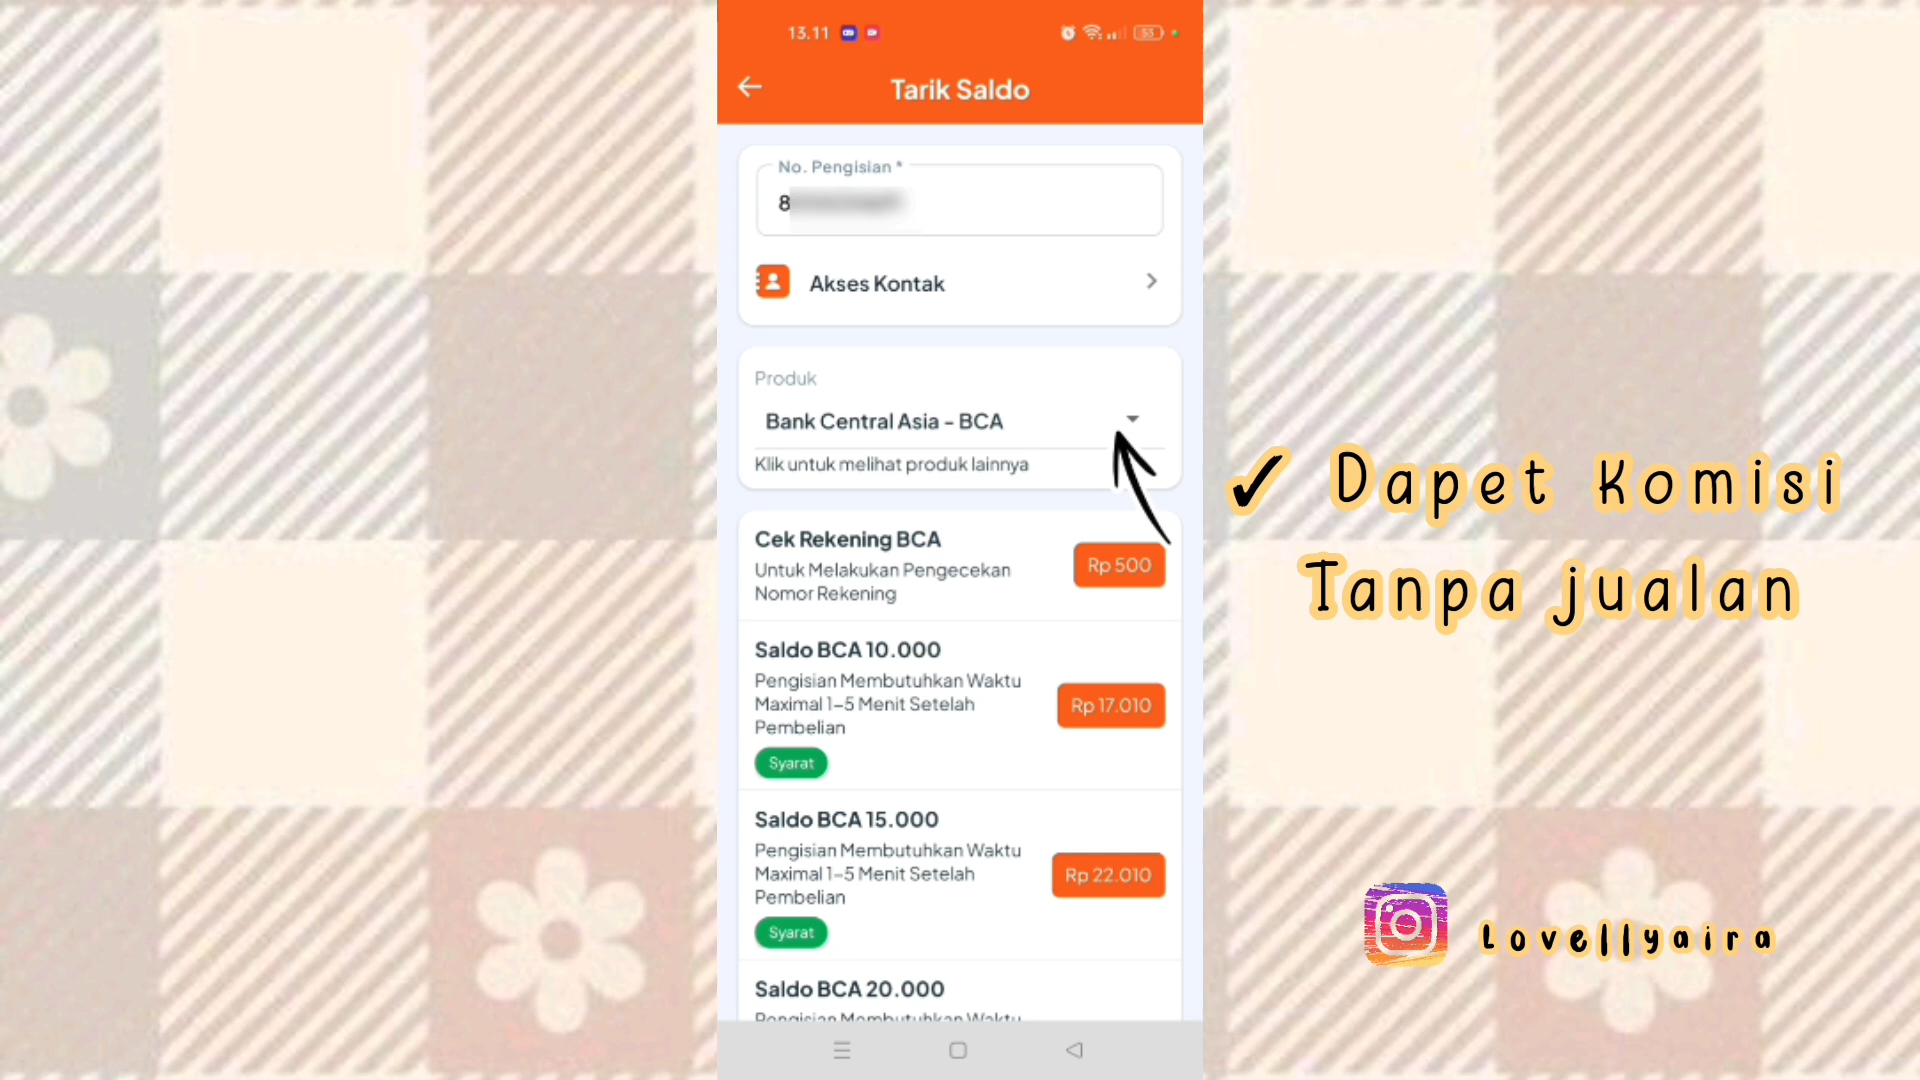 13.11
53
Tarik Saldo
No. Pengisian *
8
Akses Kontak
Produk
Bank Central Asia - BCA
Klik untuk melihat produk lainnya
Cek Rekening BCA
Untuk Melakukan Pengecekan
Nomor Rekening
Rp 500
Saldo BCA 10.000
Pengisian Membutuhkan Waktu
Maximal 1-5 Menit Setelah
Pembelian
Rp 17.010
Syarat
Saldo BCA 15.000
Pengisian Membutuhkan Waktu
Maximal 1-5 Menit Setelah
Pembelian
Rp 22.010
Syarat
Saldo BCA 20.000
Pengisian Membutuhkan Waktu
✓ Dapet Komisi
Tanpa jualan
Lovellyaira